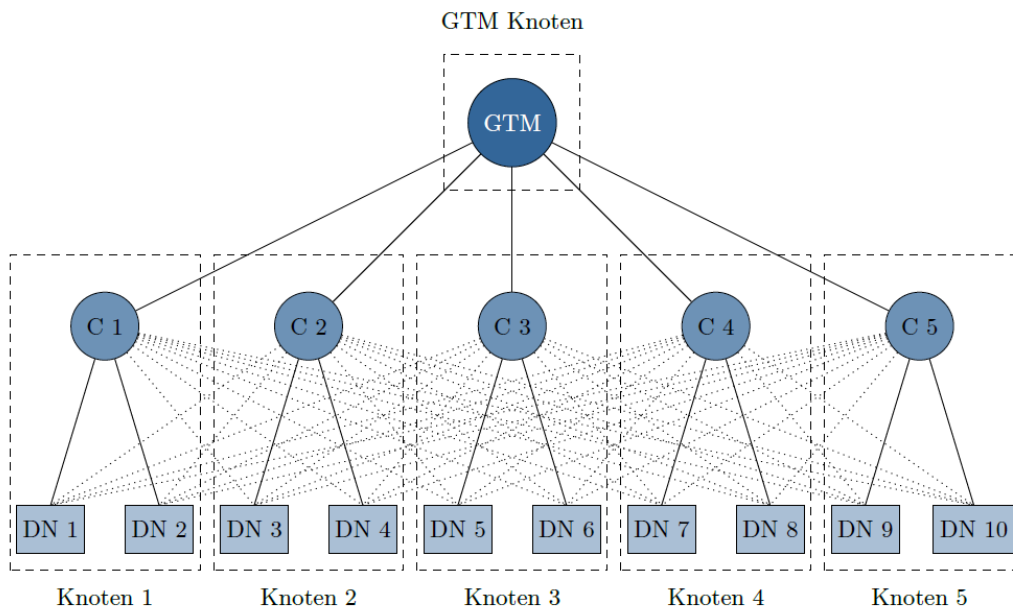 GTM Knoten
GTM
C 1 C 2 C 3 C 4 C 5
DN 1 DN 2 DN 3 DN 4 DN 5 DN 6 DN 7 DN 8 DN 9 DN 10
Knoten 1 Knoten 2 Knoten 3 Knoten 4 Knoten 5